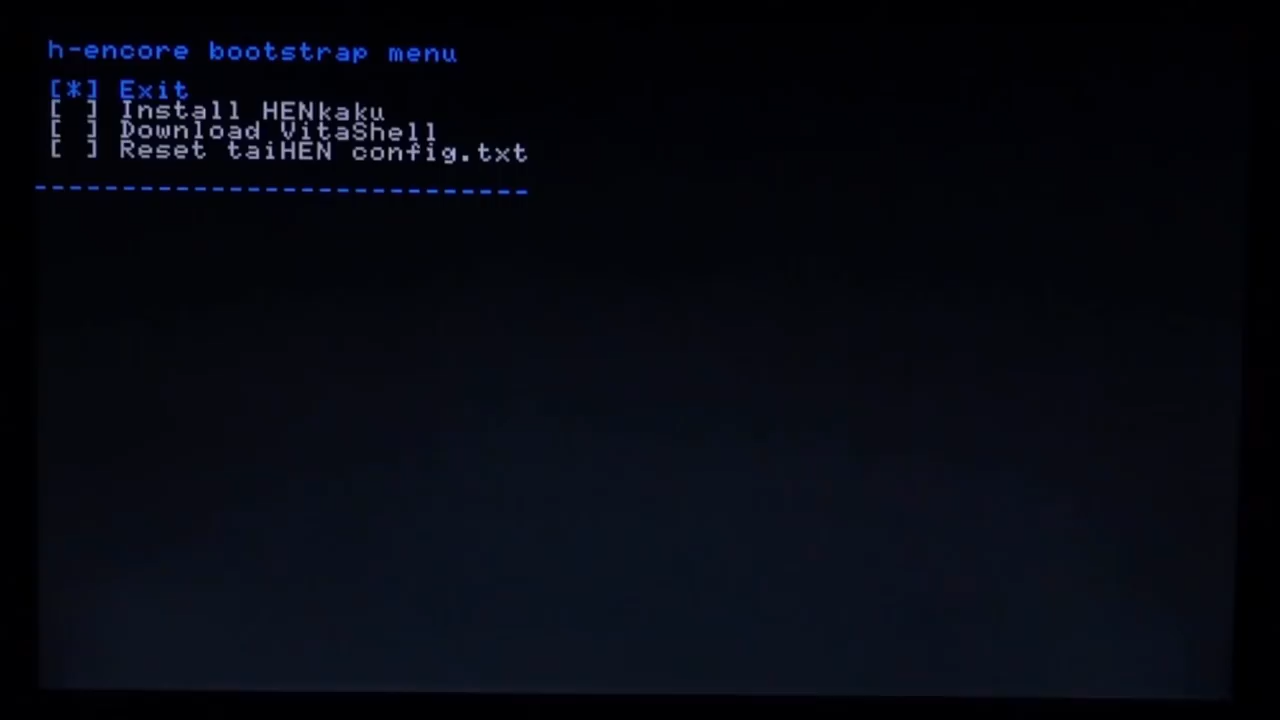 h-encore bootstrap menu
[*] Exit
[ ] Install HENkaku
[ ] Download VitaShell
[ ] Reset taiHEN config.txt
----------------------------